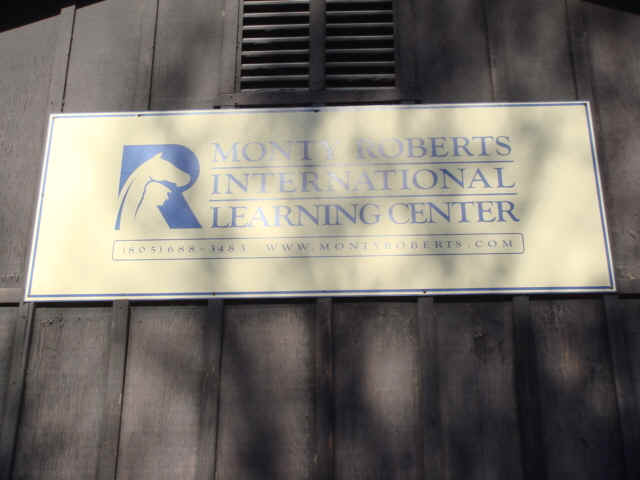 MONTY ROBERTS
INTERNATIONAL
LEARNING CENTER
(805)688-3483 WWW.MONTYROBERTS.COM